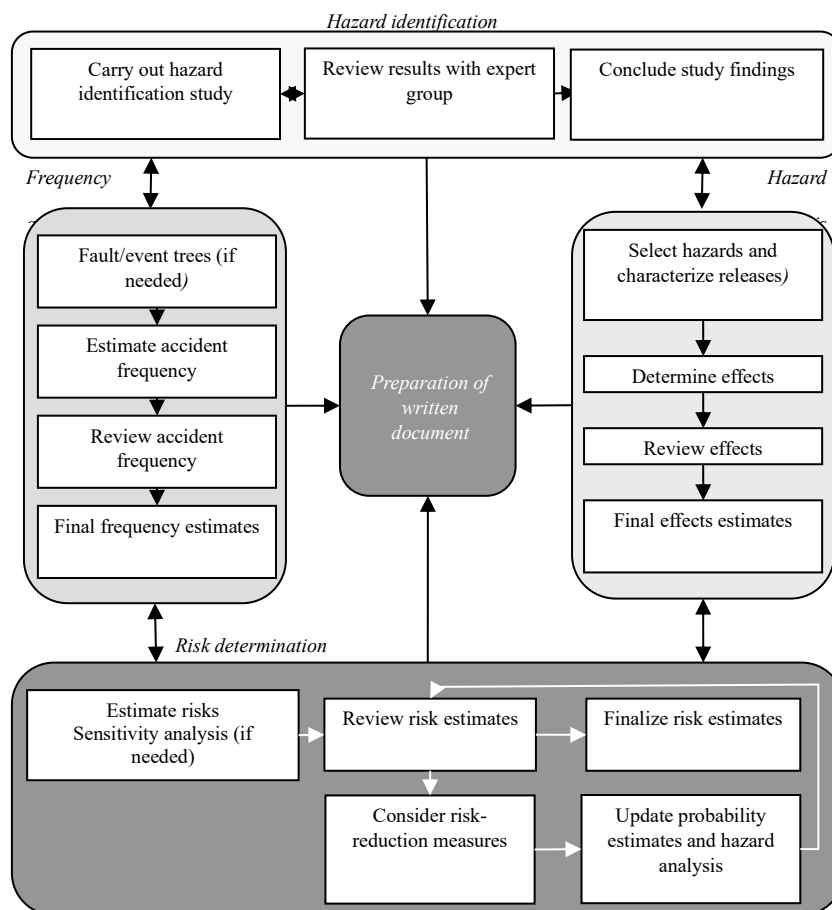 Hazard identification
Carry out hazard
identification study
Review results with expert
group
Conclude study findings
Frequency
Hazard
Fault/event trees (if
needed)
Estimate accident
frequency
Review accident
frequency
Final frequency estimates
Preparation of
written
document
Select hazards and
characterize releases)
Determine effects
Review effects
Final effects estimates
Risk determination
Estimate risks
Sensitivity analysis (if
needed)
Review risk estimates
Finalize risk estimates
Consider risk-
reduction measures
Update probability
estimates and hazard
analysis